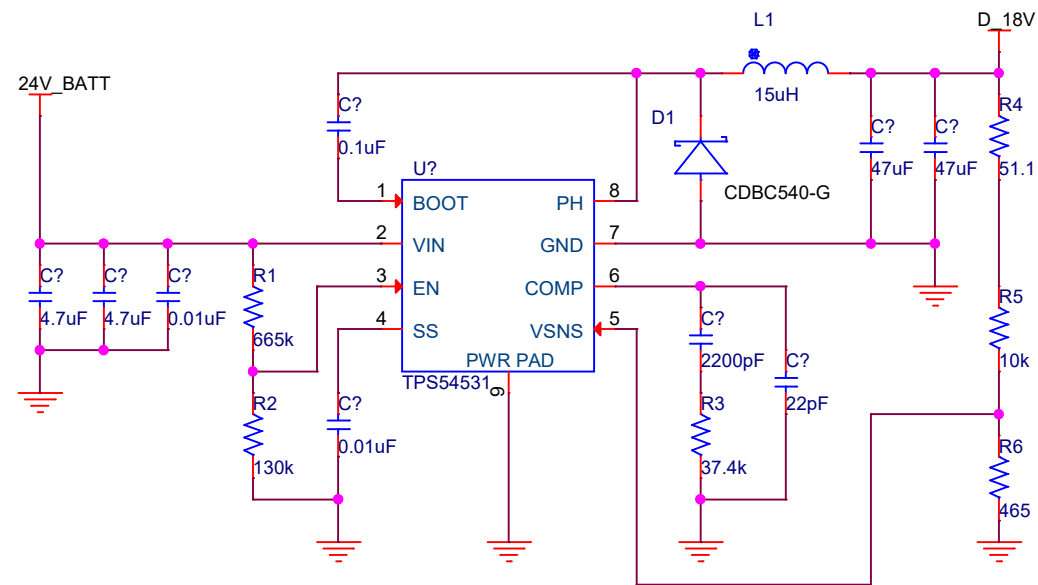 L1
D_18V
24V_BATT
15uH
C?
0.1uF
D1
C?
47uF
C?
47uF
R4
51.1
U?
CDBC540-G
1
BOOT
PH
8
2
VIN
GND
7
3
EN
COMP
6
4
SS
VSNS
5
PWR PAD
TPS54531
9
C?
4.7uF
C?
4.7uF
C?
0.01uF
R1
665k
R5
10k
C?
2200pF
C?
22pF
R2
130k
C?
0.01uF
R3
37.4k
R6
465